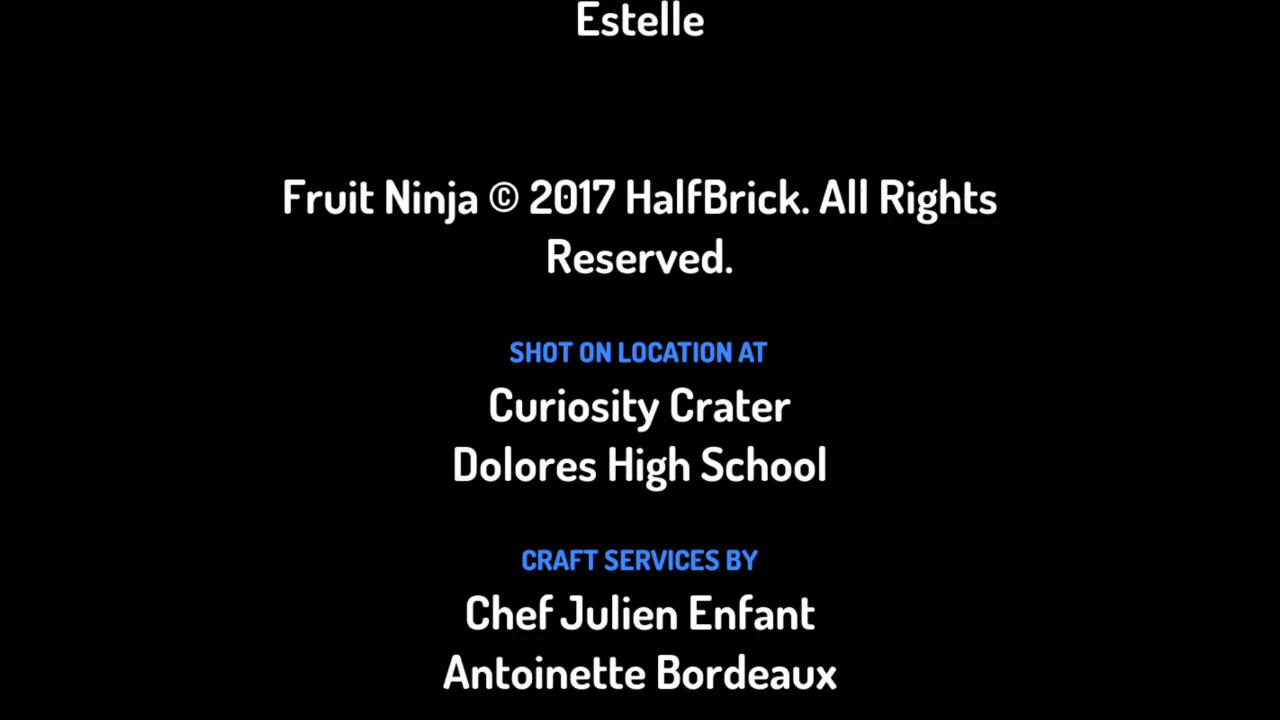 Estelle
Fruit Ninja © 2017 HalfBrick. All Rights
Reserved.
SHOT ON LOCATION AT
Curiosity Crater
Dolores High School
CRAFT SERVICES BY
Chef Julien Enfant
Antoinette Bordeaux